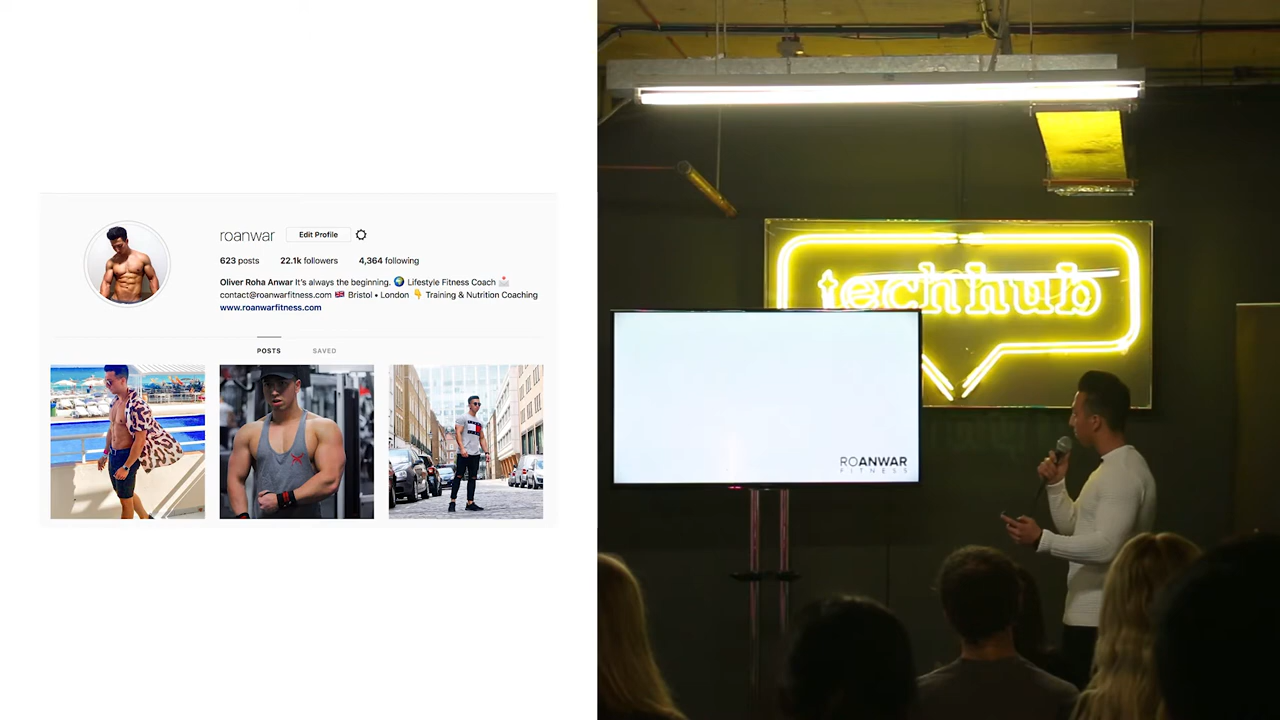 roanwar Edit Profile
623 posts 22.1k followers 4,364 following
Oliver Roha Anwar It's always the beginning. 🌍 Lifestyle Fitness Coach 📩
contact@roanwarfitness.com 🇬🇧 Bristol • London 👇 Training & Nutrition Coaching
www.roanwarfitness.com
POSTS SAVED
techhub
ROANWAR
FITNESS